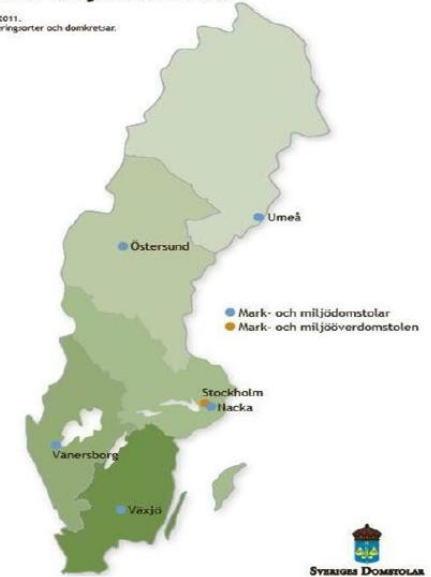 2011.
ringsorter och domkretsar.
Umeå
Östersund
Mark- och miljödomstolar
Mark- och miljööverdomstolen
Stockholm
Nacka
Vänersborg
Växjö
SVERIGES DOMSTOLAR